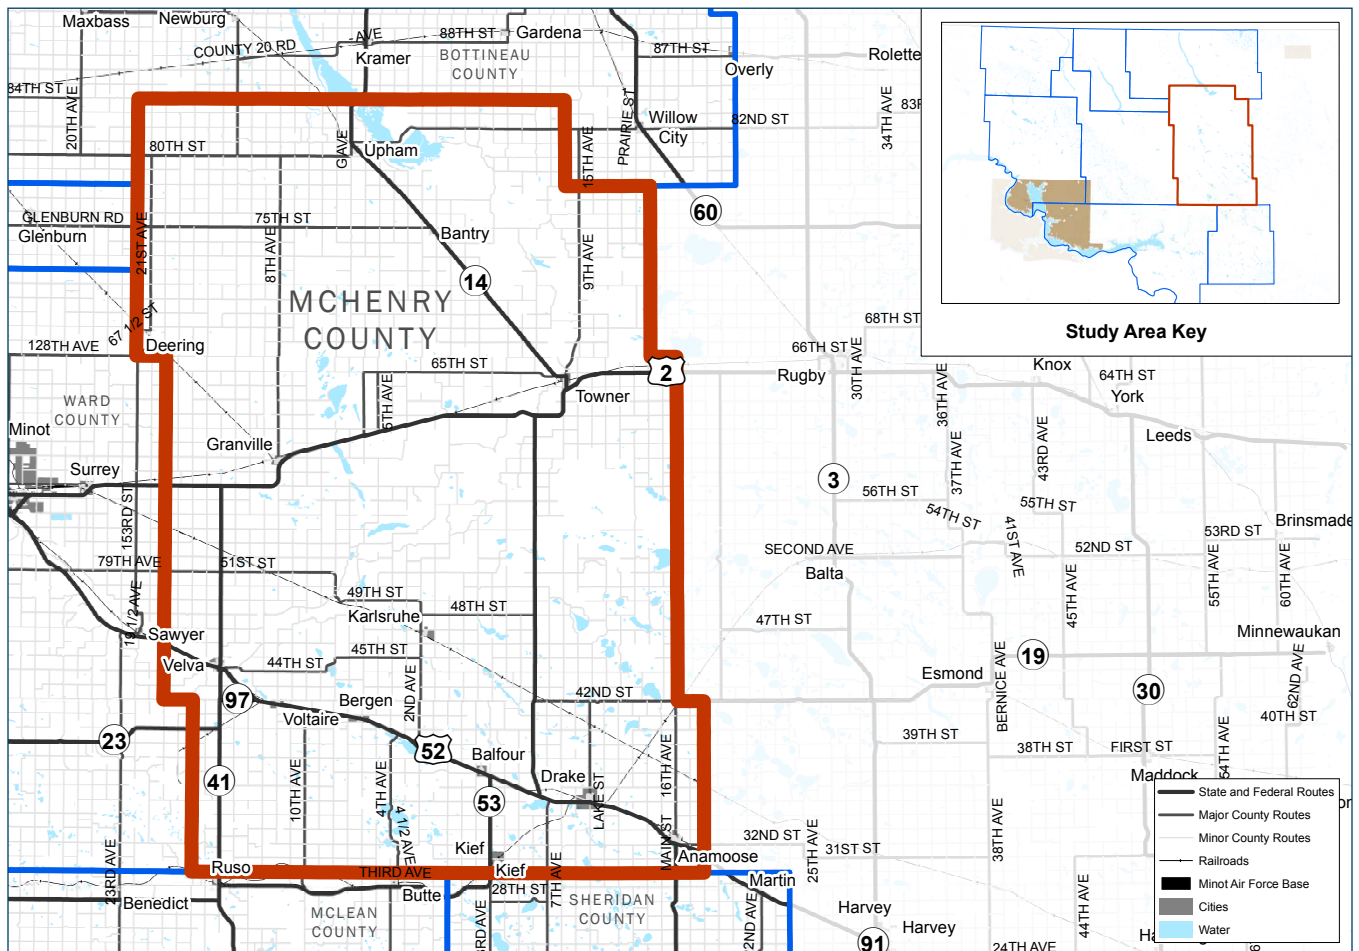 Maxbass
Newburg
COUNTY 20 RD
AVE
88TH ST
Gardena
Kramer
BOTTINEAU
COUNTY
87TH ST
Overly
Rolette
84TH ST
20TH AVE
PRAIRIE ST
Willow
City
82ND ST
34TH AVE
80TH ST
G AVE
Upham
15TH AVE
60
GLENBURN RD
Glenburn
21ST AVE
75TH ST
8TH AVE
Bantry
9TH AVE
14
MCHENRY
COUNTY
67 1/2 ST
Deering
128TH AVE
65TH ST
2
68TH ST
66TH ST
Rugby
30TH AVE
36TH AVE
Knox
64TH ST
York
WARD
COUNTY
5TH AVE
Towner
Minot
Granville
Leeds
Surrey
37TH AVE
43RD AVE
3
56TH ST
54TH ST
55TH ST
41ST AVE
Brinsmade
53RD ST
153RD ST
SECOND AVE
52ND ST
79TH AVE
51ST ST
Balta
45TH AVE
55TH AVE
60TH AVE
49TH ST
48TH ST
Karlsruhe
47TH ST
19 1/2 AVE
Sawyer
Minnewaukan
Velva
44TH ST
45TH ST
19
Esmond
BERNICE AVE
30
62ND AVE
97
Bergen
2ND AVE
42ND ST
Voltaire
40TH ST
23
52
39TH ST
38TH ST
FIRST ST
54TH AVE
Balfour
16TH AVE
Maddock
41
10TH AVE
4TH AVE
Drake
53
LAKE ST
4 1/2 AVE
38TH AVE
32ND ST
25TH AVE
31ST ST
Kief
MAIN ST
Anamoose
23RD AVE
Ruso
THIRD AVE
Kief
Martin
28TH ST
7TH AVE
Butte
44TH AVE
Benedict
MCLEAN
COUNTY
SHERIDAN
COUNTY
Harvey
Harvey
91
24TH AVE
Study Area Key
State and Federal Routes
Major County Routes
Minor County Routes
Railroads
Minot Air Force Base
Cities
Water